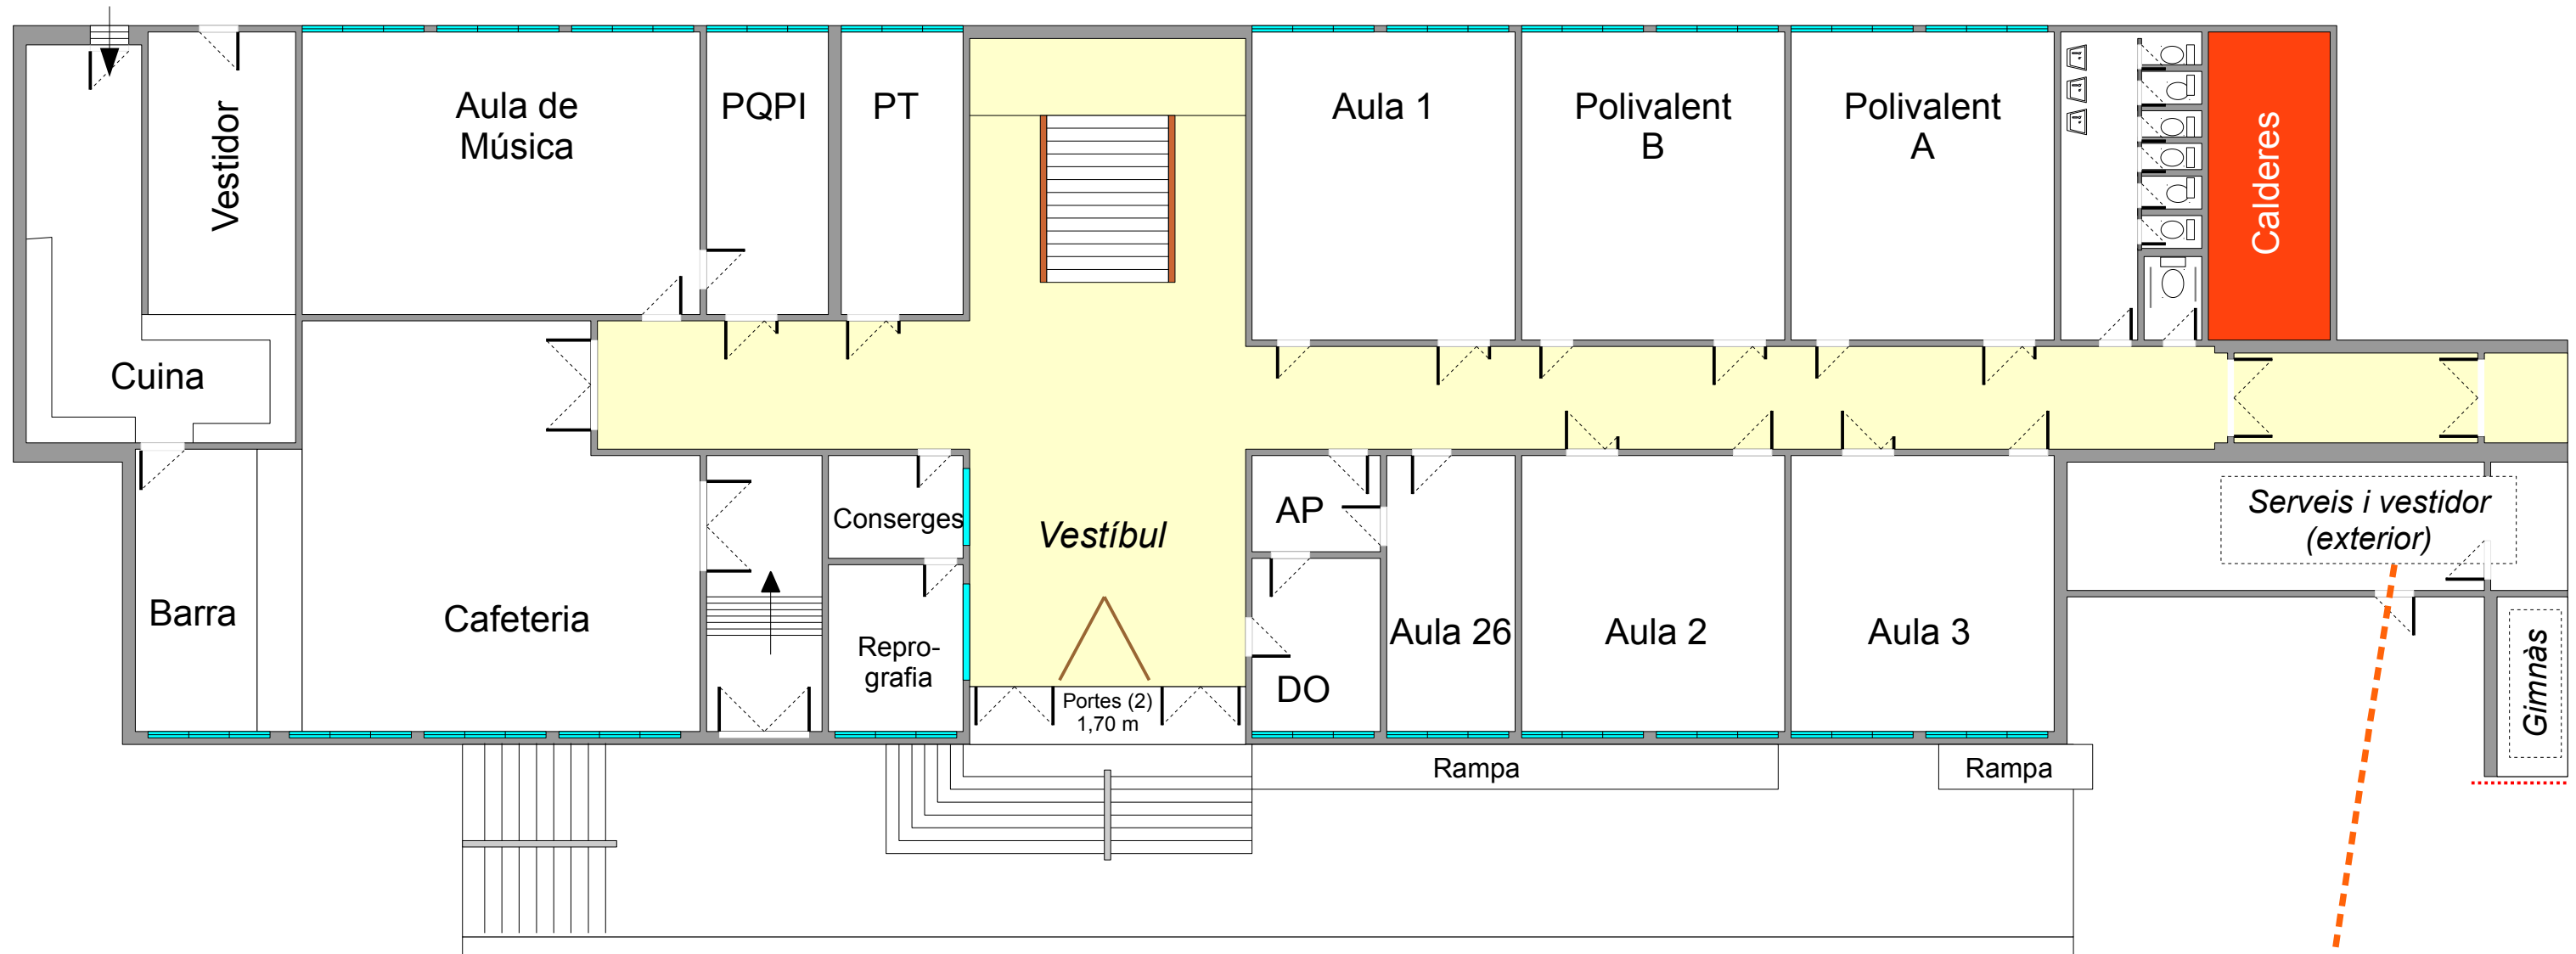 Vestidor
Aula de
Música
PQPI
PT
Aula 1
Polivalent
B
Polivalent
A
Calderes
Cuina
Conserges
Vestíbul
AP
Serveis i vestidor
(exterior)
Barra
Cafeteria
Repro-
grafia
Portes (2)
1,70 m
DO
Aula 26
Aula 2
Aula 3
Gimnàs
Rampa
Rampa